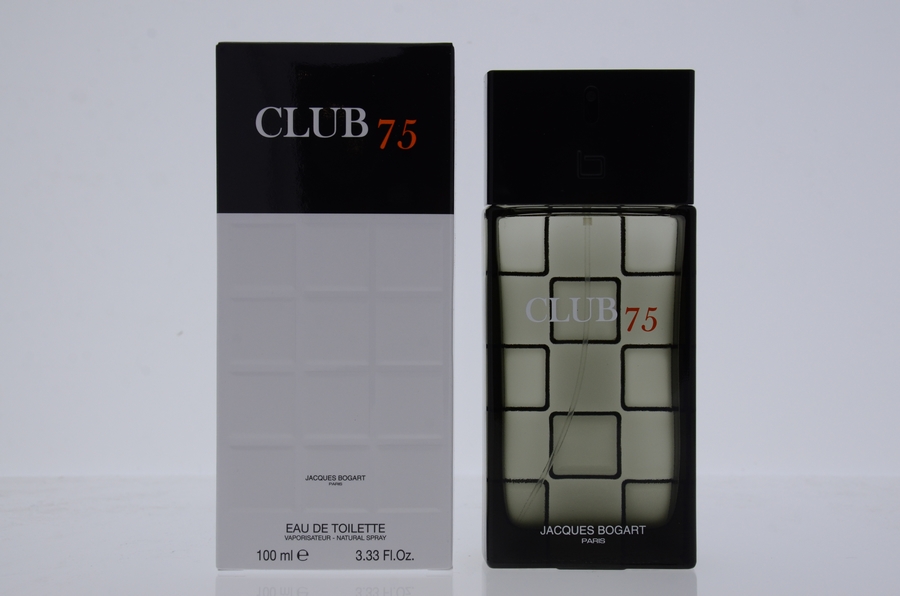 CLUB 75
JACQUES BOGART
PARIS
EAU DE TOILETTE
VAPORISATEUR - NATURAL SPRAY
100 ml ℮ 3.33 Fl.Oz.
b
CLUB 75
JACQUES BOGART
PARIS